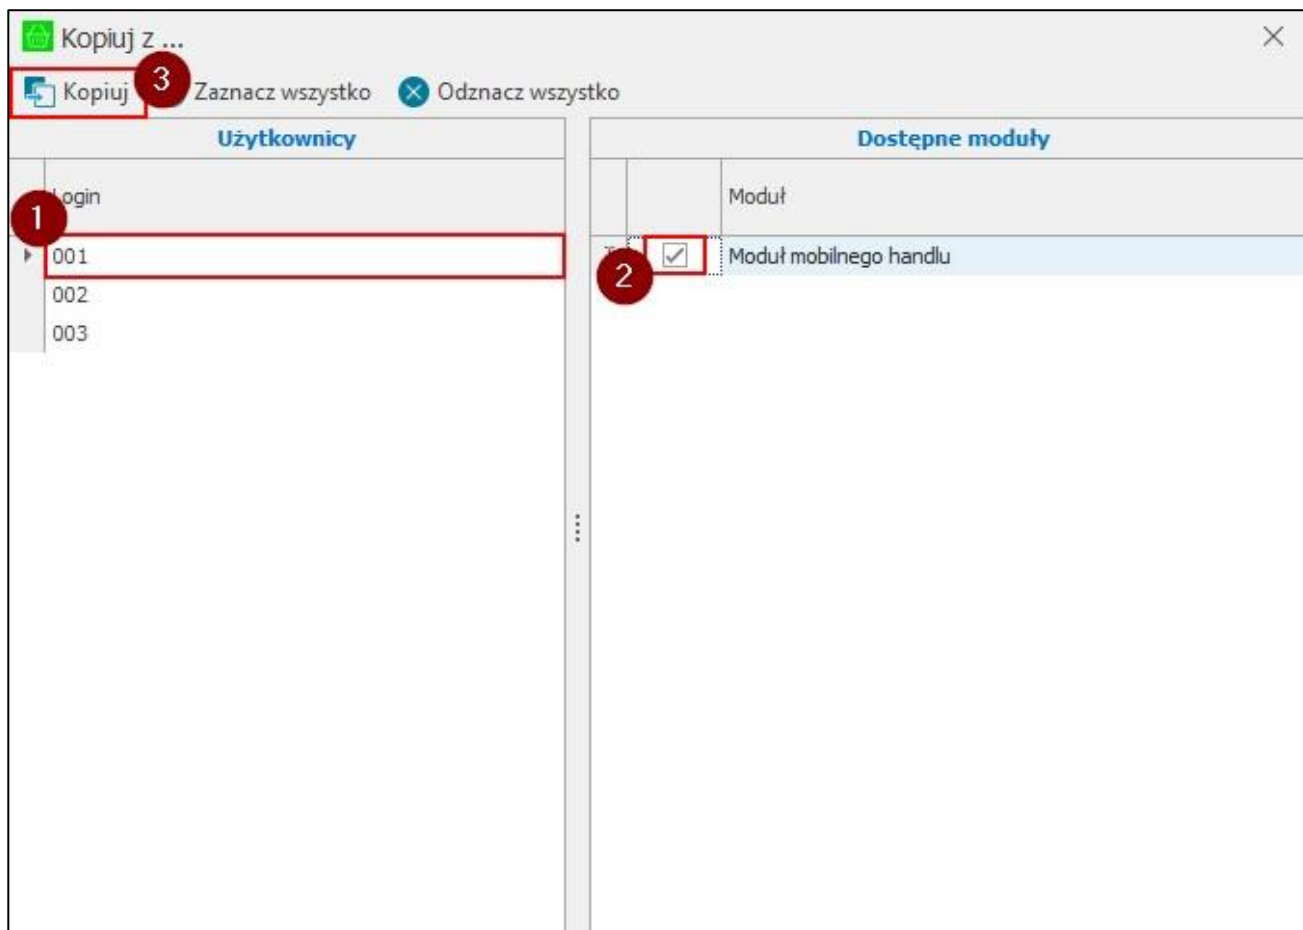 Kopiuj z ...
Kopiuj 3 Zaznacz wszystko Odznacz wszystko
Użytkownicy Dostępne moduły
ogin Moduł
1
001 Moduł mobilnego handlu
2
002
003